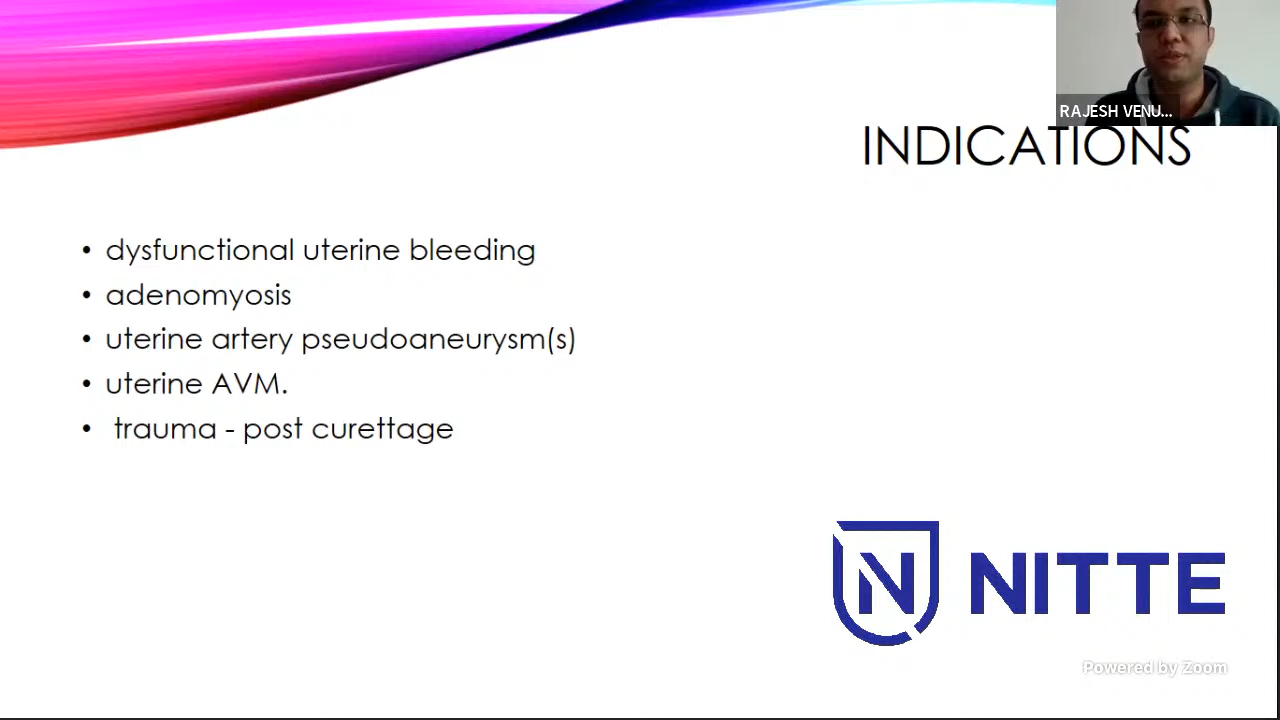 RAJESH VENU...
INDICATIONS
• dysfunctional uterine bleeding
• adenomyosis
• uterine artery pseudoaneurysm(s)
• uterine AVM.
• trauma - post curettage
N NITTE
Powered by Zoom